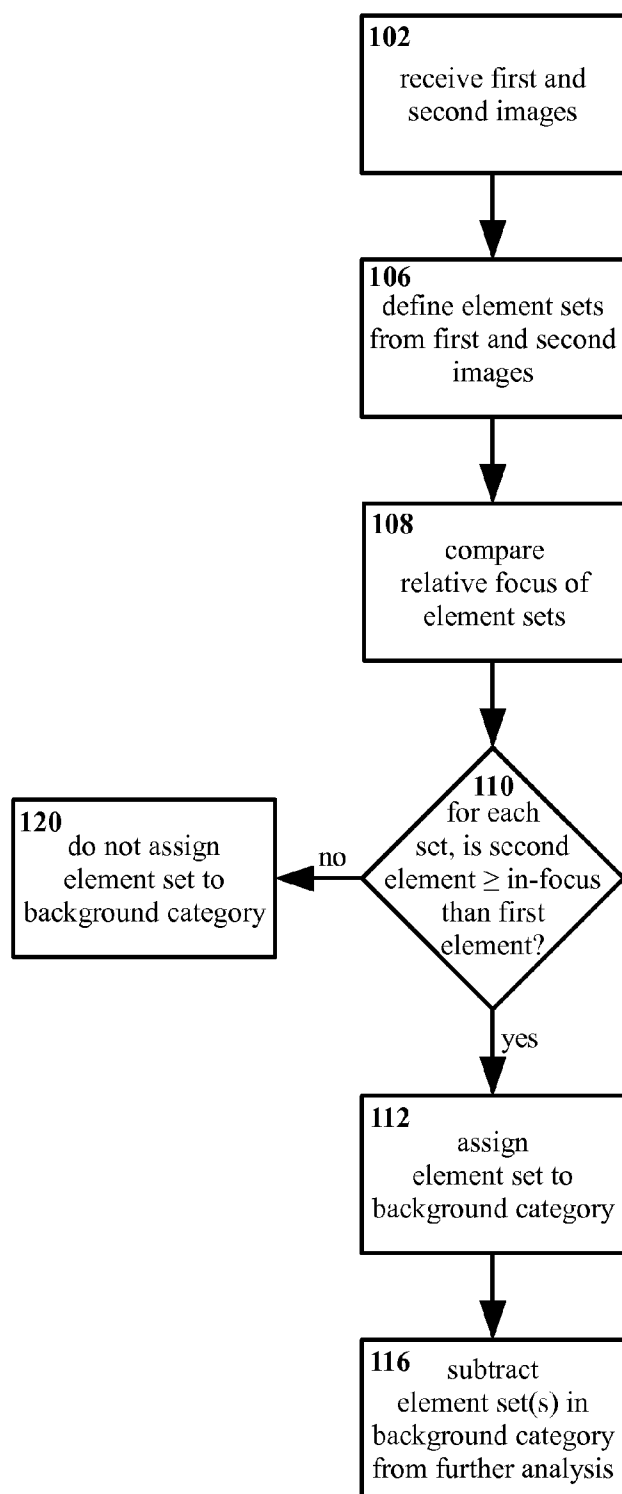 102
receive first and
second images
106
define element sets
from first and second
images
108
compare
relative focus of
element sets
110
for each
set, is second
element ≥ in-focus
than first
element?
no
120
do not assign
element set to
background category
yes
112
assign
element set to
background category
116 subtract
element set(s) in
background category
from further analysis